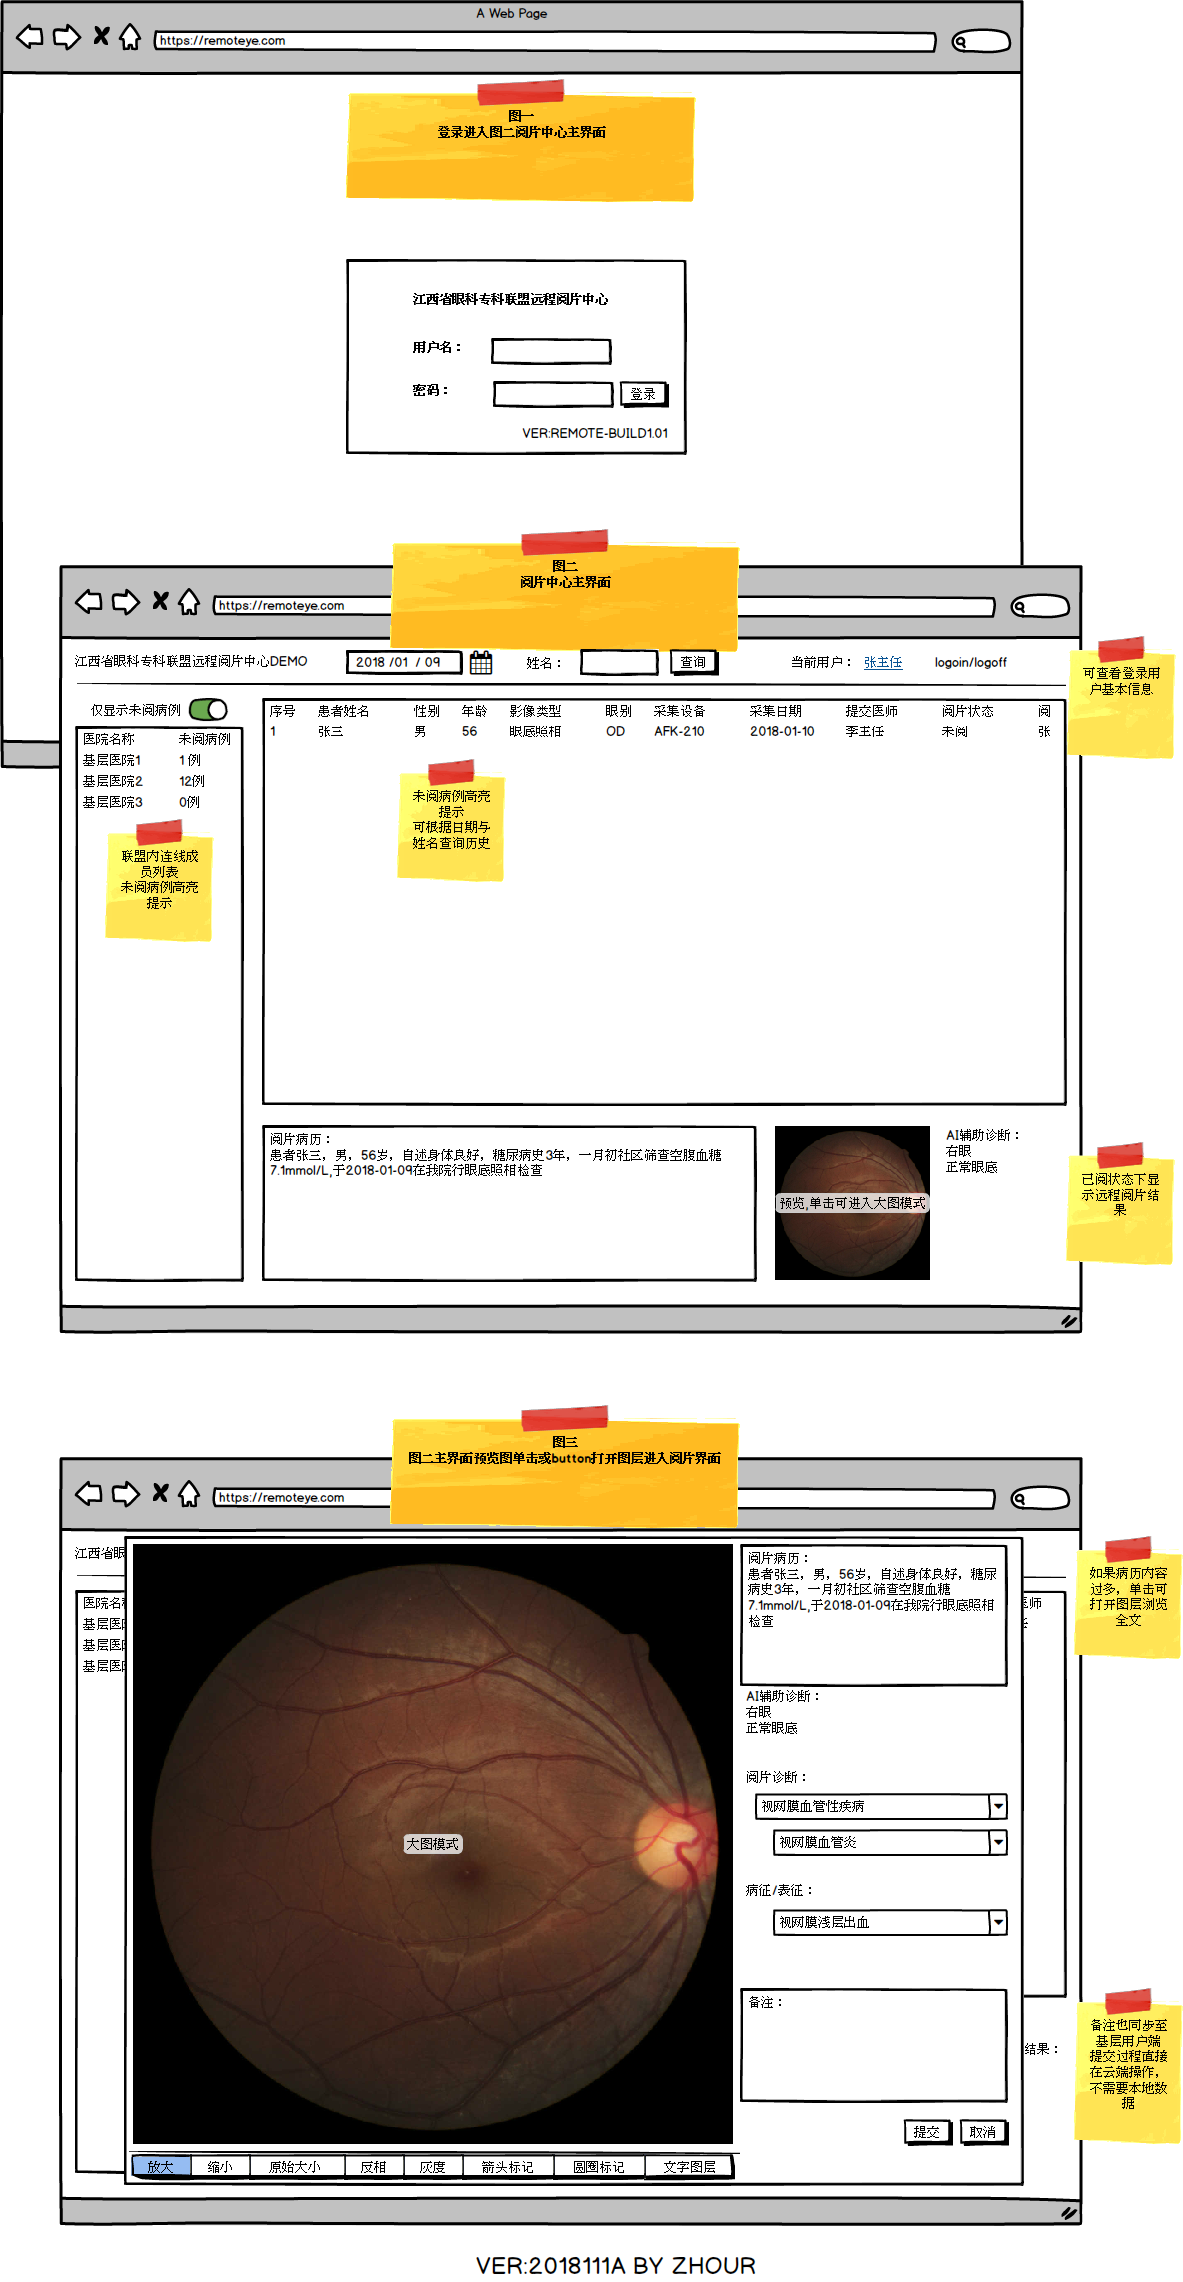 A Web Page
https://remoteye.com
图一
登录进入图二阅片中心主界面
江西省眼科专科联盟远程阅片中心
用户名：
密码：
登录
VER:REMOTE-BUILD1.01
图二
阅片中心主界面
https://remoteye.com
江西省眼科专科联盟远程阅片中心DEMO
2018 /01 / 09
姓名：
查询
当前用户： 张主任
logoin/logoff
可查看登录用
户基本信息
仅显示未阅病例
医院名称 未阅病例
基层医院1 1 例
基层医院2 12例
基层医院3 0例
联盟内连线成
员列表
未阅病例高亮
提示
序号 患者姓名 性别 年龄 影像类型 眼别 采集设备 采集日期 提交医师 阅片状态 阅
1 张三 男 56 眼底照相 OD AFK-210 2018-01-10 李主任 未阅 张
未阅病例高亮
提示
可根据日期与
姓名查询历史
阅片病历：
患者张三，男，56岁，自述身体良好，糖尿病史3年，一月初社区筛查空腹血糖
7.1mmol/L,于2018-01-09在我院行眼底照相检查
预览,单击可进入大图模式
AI辅助诊断：
右眼
正常眼底
已阅状态下显
示远程阅片结
果
图三
图二主界面预览图单击或button打开图层进入阅片界面
https://remoteye.com
江西省眼
医院名称
基层医院
基层医院
基层医院
大图模式
阅片病历：
患者张三，男，56岁，自述身体良好，糖尿
病史3年，一月初社区筛查空腹血糖
7.1mmol/L,于2018-01-09在我院行眼底照相
检查
医师
如果病历内容
过多，单击可
打开图层浏览
全文
AI辅助诊断：
右眼
正常眼底
阅片诊断：
视网膜血管性疾病
视网膜血管炎
病征/表征：
视网膜浅层出血
备注：
结果：
备注也同步至
基层用户端
提交过程直接
在云端操作，
不需要本地数
据
提交
取消
放大 缩小 原始大小 反相 灰度 箭头标记 圆圈标记 文字图层
VER:2018111A BY ZHOUR